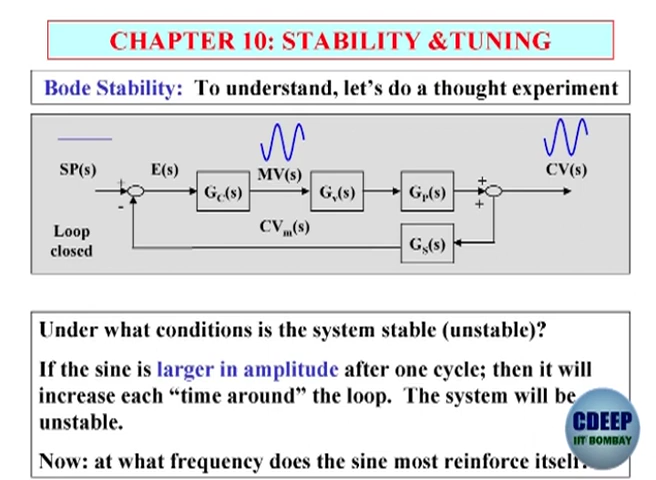 CHAPTER 10: STABILITY &TUNING
Bode Stability: To understand, let's do a thought experiment
SP(s)
E(s)
MV(s)
CV(s)
+
-
GC(s)
Gv(s)
GP(s)
+
+
CVm(s)
GS(s)
Loop
closed
Under what conditions is the system stable (unstable)?
If the sine is larger in amplitude after one cycle; then it will
increase each “time around” the loop. The system will be
unstable.
Now: at what frequency does the sine most reinforce itself?
CDEEP
IIT BOMBAY